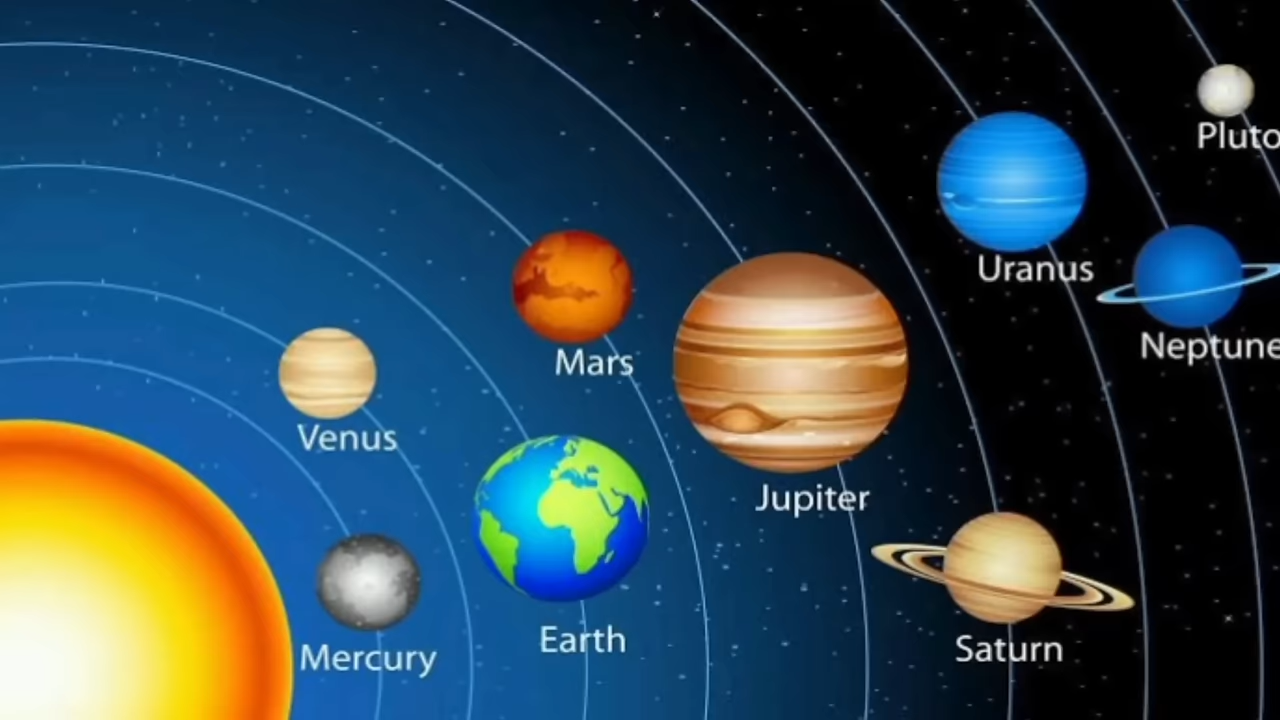 Pluto
Uranus
Neptune
Mars
Venus
Jupiter
Earth
Saturn
Mercury